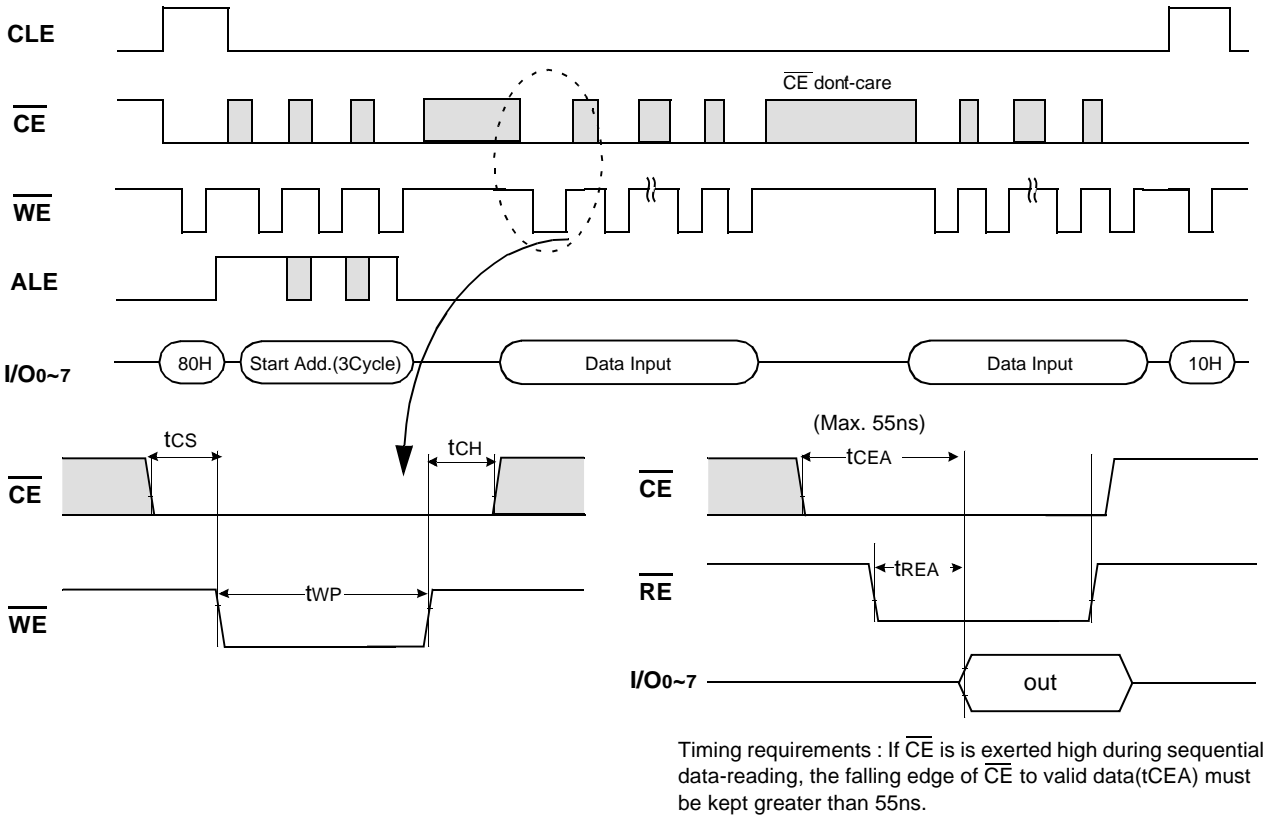 CLE
CE dont-care
CE
WE
ALE
I/O0~7
80H
Start Add.(3Cycle)
Data Input
Data Input
10H
tCS
tCH
CE
tWP
WE
(Max. 55ns)
tCEA
CE
tREA
RE
I/O0~7
out
Timing requirements : If CE is is exerted high during sequential
data-reading, the falling edge of CE to valid data(tCEA) must
be kept greater than 55ns.